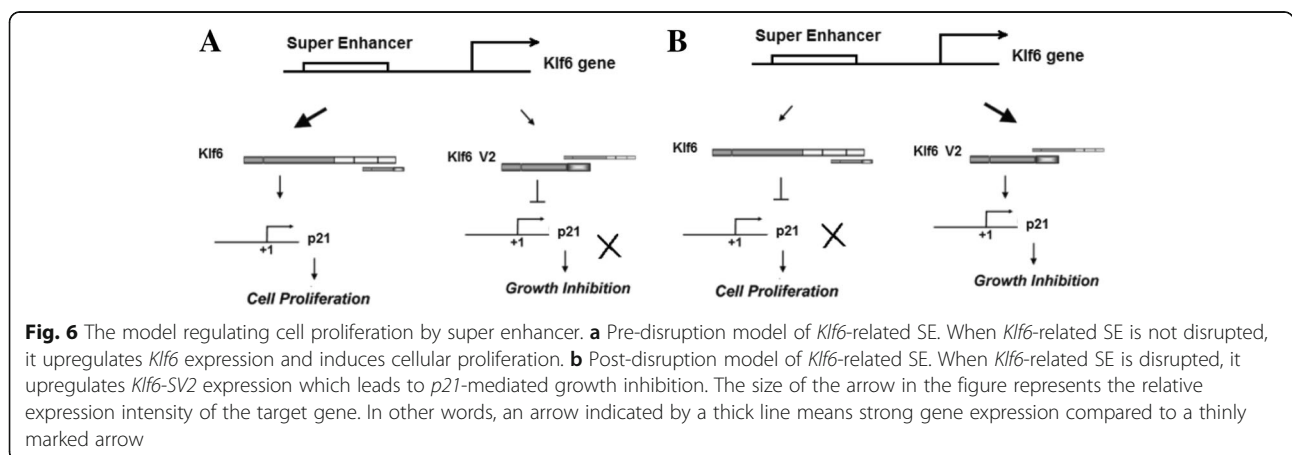 A
Super Enhancer
Klf6 gene
Klf6
Klf6 V2
+1
p21
Cell Proliferation
+1
p21
X
Growth Inhibition
B
Super Enhancer
Klf6 gene
Klf6
Klf6 V2
+1
p21
X
Cell Proliferation
+1
p21
Growth Inhibition
Fig. 6 The model regulating cell proliferation by super enhancer. a Pre-disruption model of Klf6-related SE. When Klf6-related SE is not disrupted,
it upregulates Klf6 expression and induces cellular proliferation. b Post-disruption model of Klf6-related SE. When Klf6-related SE is disrupted, it
upregulates Klf6-SV2 expression which leads to p21-mediated growth inhibition. The size of the arrow in the figure represents the relative
expression intensity of the target gene. In other words, an arrow indicated by a thick line means strong gene expression compared to a thinly
marked arrow